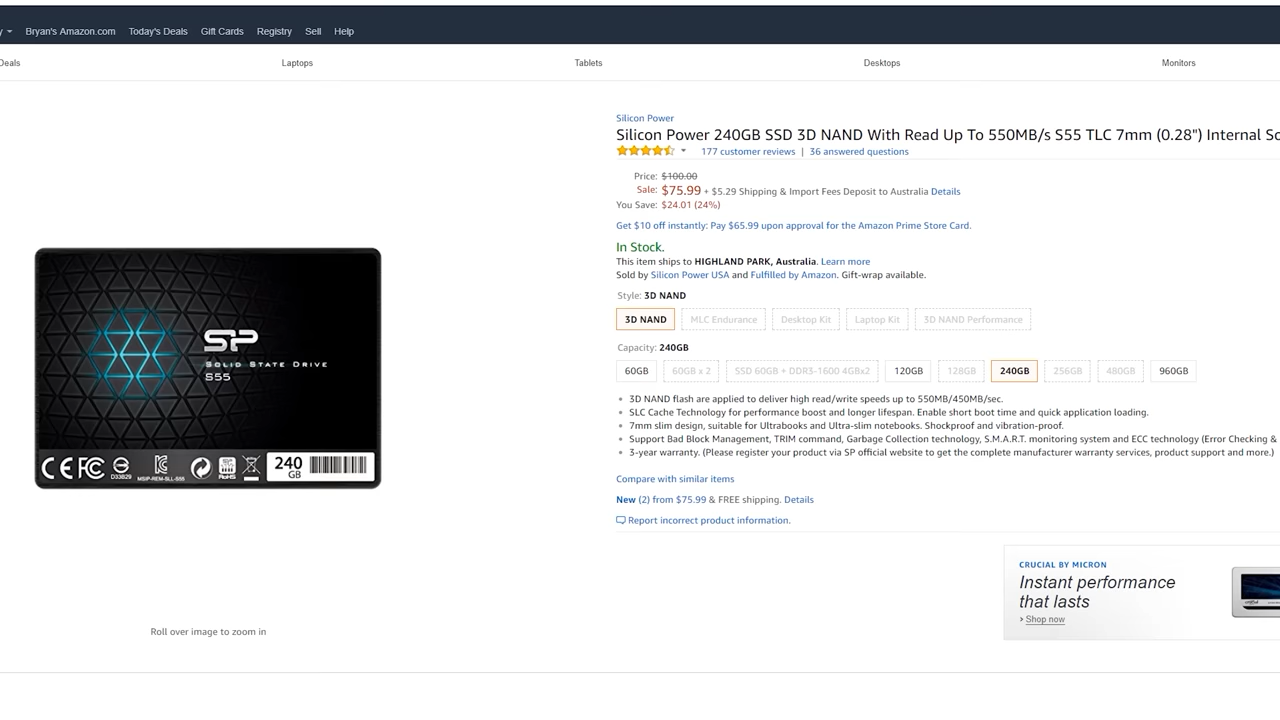 y Bryan's Amazon.com Today's Deals Gift Cards Registry Sell Help
Deals Laptops Tablets Desktops Monitors
Silicon Power
Silicon Power 240GB SSD 3D NAND With Read Up To 550MB/s S55 TLC 7mm (0.28") Internal So
177 customer reviews | 36 answered questions
Price: $100.00
Sale: $75.99 + $5.29 Shipping & Import Fees Deposit to Australia Details
You Save: $24.01 (24%)
Get $10 off instantly: Pay $65.99 upon approval for the Amazon Prime Store Card.
In Stock.
This item ships to HIGHLAND PARK, Australia. Learn more
Sold by Silicon Power USA and Fulfilled by Amazon. Gift-wrap available.
Style: 3D NAND
3D NAND MLC Endurance Desktop Kit Laptop Kit 3D NAND Performance
Capacity: 240GB
60GB 60GB x 2 SSD 60GB + DDR3-1600 4GBx2 120GB 128GB 240GB 256GB 480GB 960GB
3D NAND flash are applied to deliver high read/write speeds up to 550MB/450MB/sec.
SLC Cache Technology for performance boost and longer lifespan. Enable short boot time and quick application loading.
7mm slim design, suitable for Ultrabooks and Ultra-slim notebooks. Shockproof and vibration-proof.
Support Bad Block Management, TRIM command, Garbage Collection technology, S.M.A.R.T. monitoring system and ECC technology (Error Checking &
3-year warranty. (Please register your product via SP official website to get the complete manufacturer warranty services, product support and more.)
Compare with similar items
New (2) from $75.99 & FREE shipping. Details
Report incorrect product information.
SP
SOLID STATE DRIVE
S55
CE FC D33B29 MSIP-REM-SLL-S55 RoHS 240
GB
Roll over image to zoom in
CRUCIAL BY MICRON
Instant performance
that lasts
› Shop now